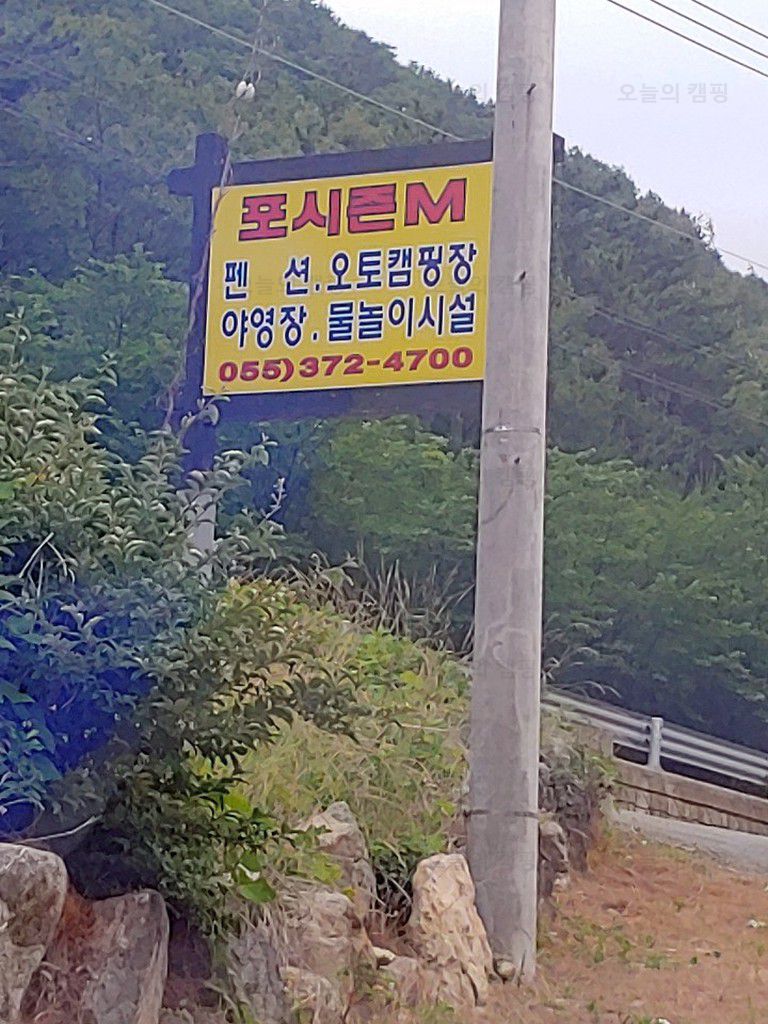 오늘의 캠핑
포시즌M
펜 션.오토캠핑장
야영장.물놀이시설
055)372-4700